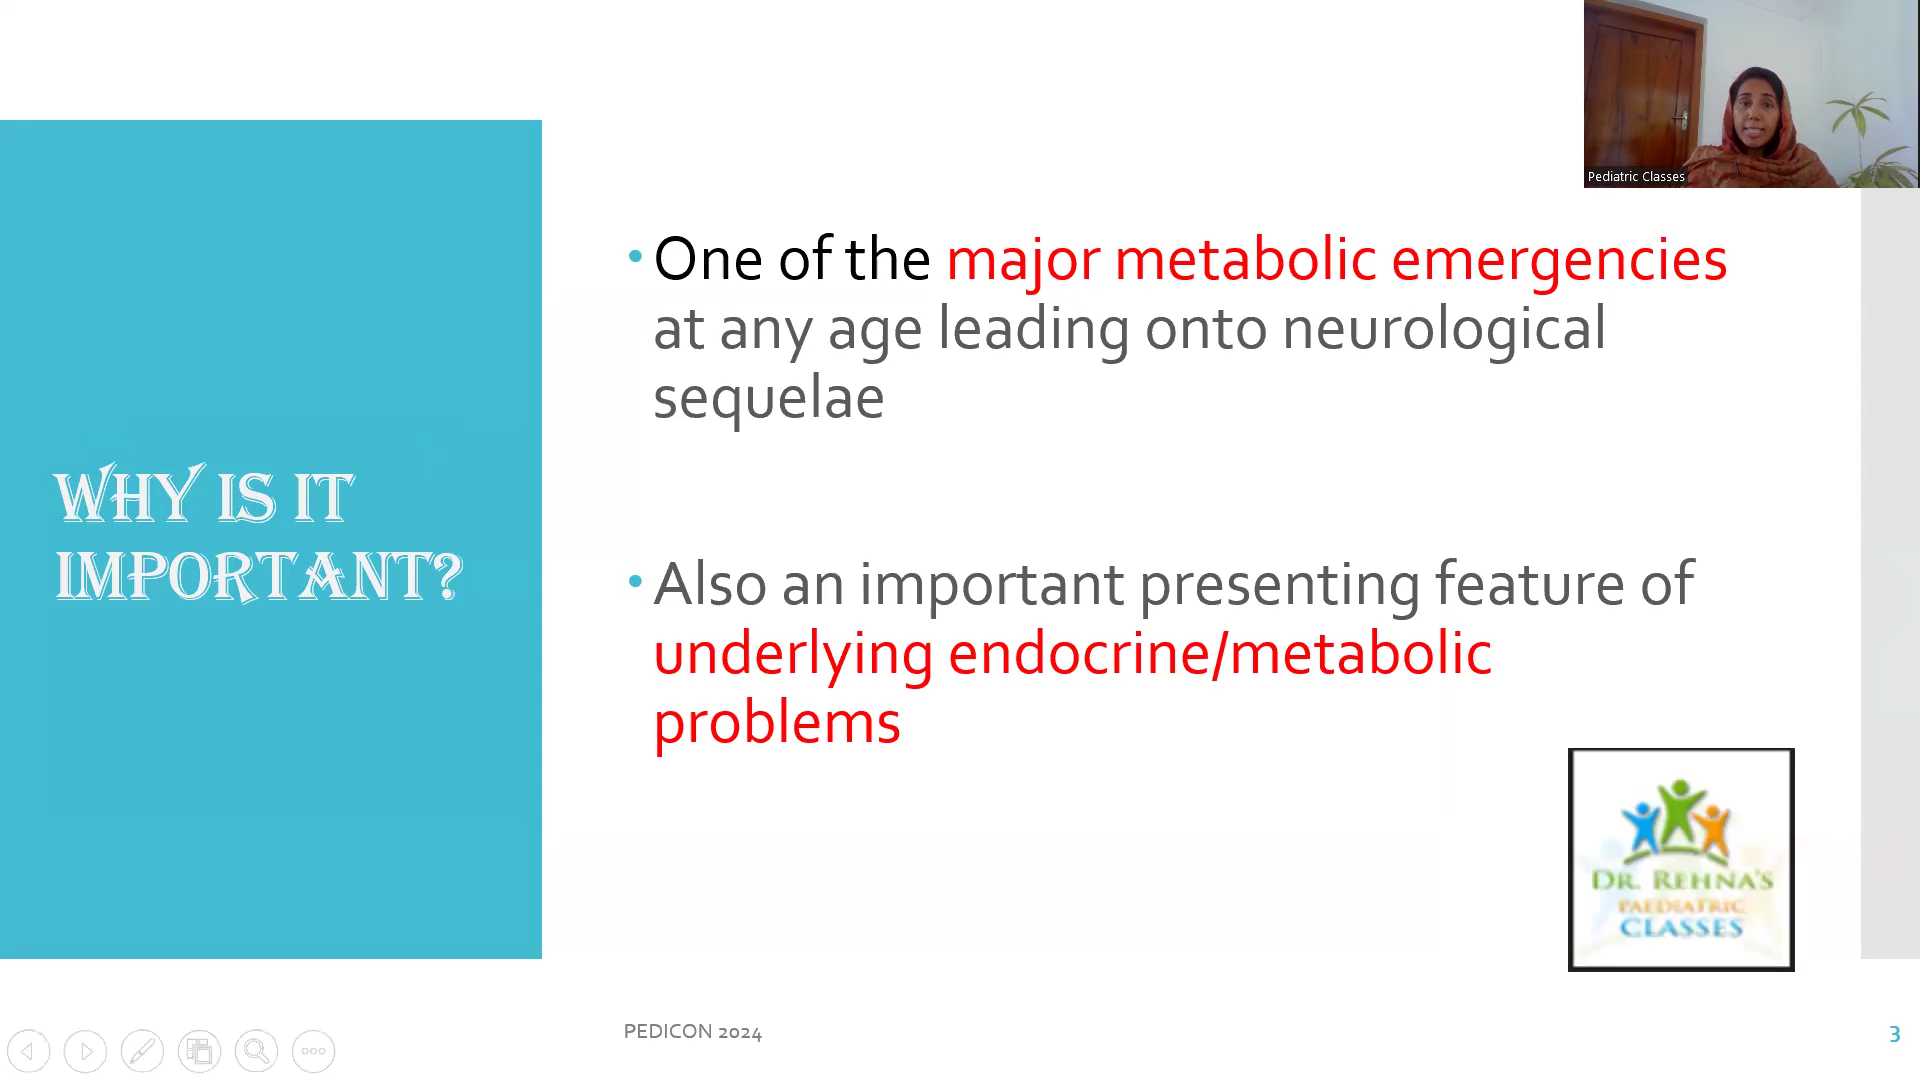 Pediatric Classes
WHY IS IT
IMPORTANT?
One of the major metabolic emergencies
at any age leading onto neurological
sequelae
Also an important presenting feature of
underlying endocrine/metabolic
problems
DR. REHNA'S
PAEDIATRIC
CLASSES
PEDICON 2024
3